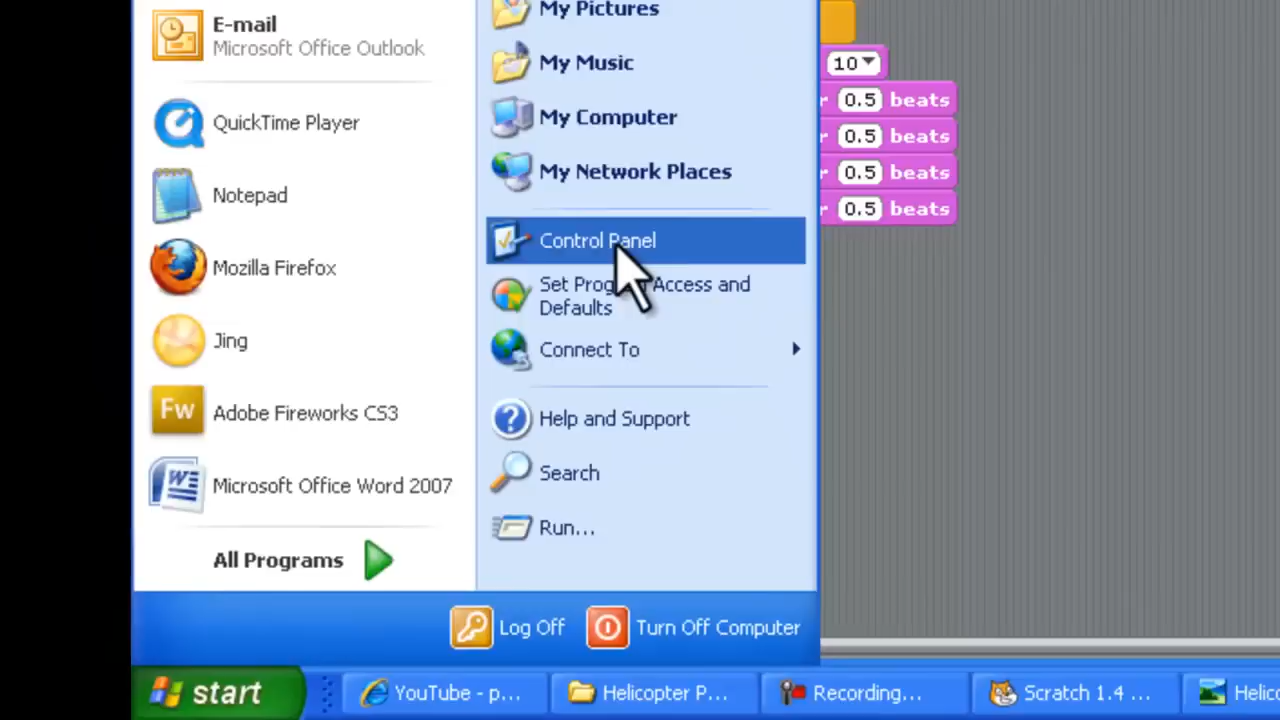 E-mail
Microsoft Office Outlook
QuickTime Player
Notepad
Mozilla Firefox
Jing
Fw
Adobe Fireworks CS3
W
Microsoft Office Word 2007
All Programs
My Pictures
My Music
My Computer
My Network Places
Control Panel
Set Program Access and
Defaults
Connect To
Help and Support
Search
Run...
10
r 0.5 beats
r 0.5 beats
r 0.5 beats
r 0.5 beats
Log Off
Turn Off Computer
start
YouTube - p...
Helicopter P...
Recording...
Scratch 1.4 ...
Helic